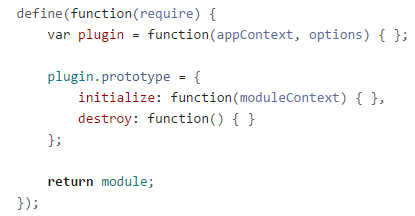 define(function(require) {
    var plugin = function(appContext, options) { };

    plugin.prototype = {
        initialize: function(moduleContext) { },
        destroy: function() { }
    };

    return module;
});